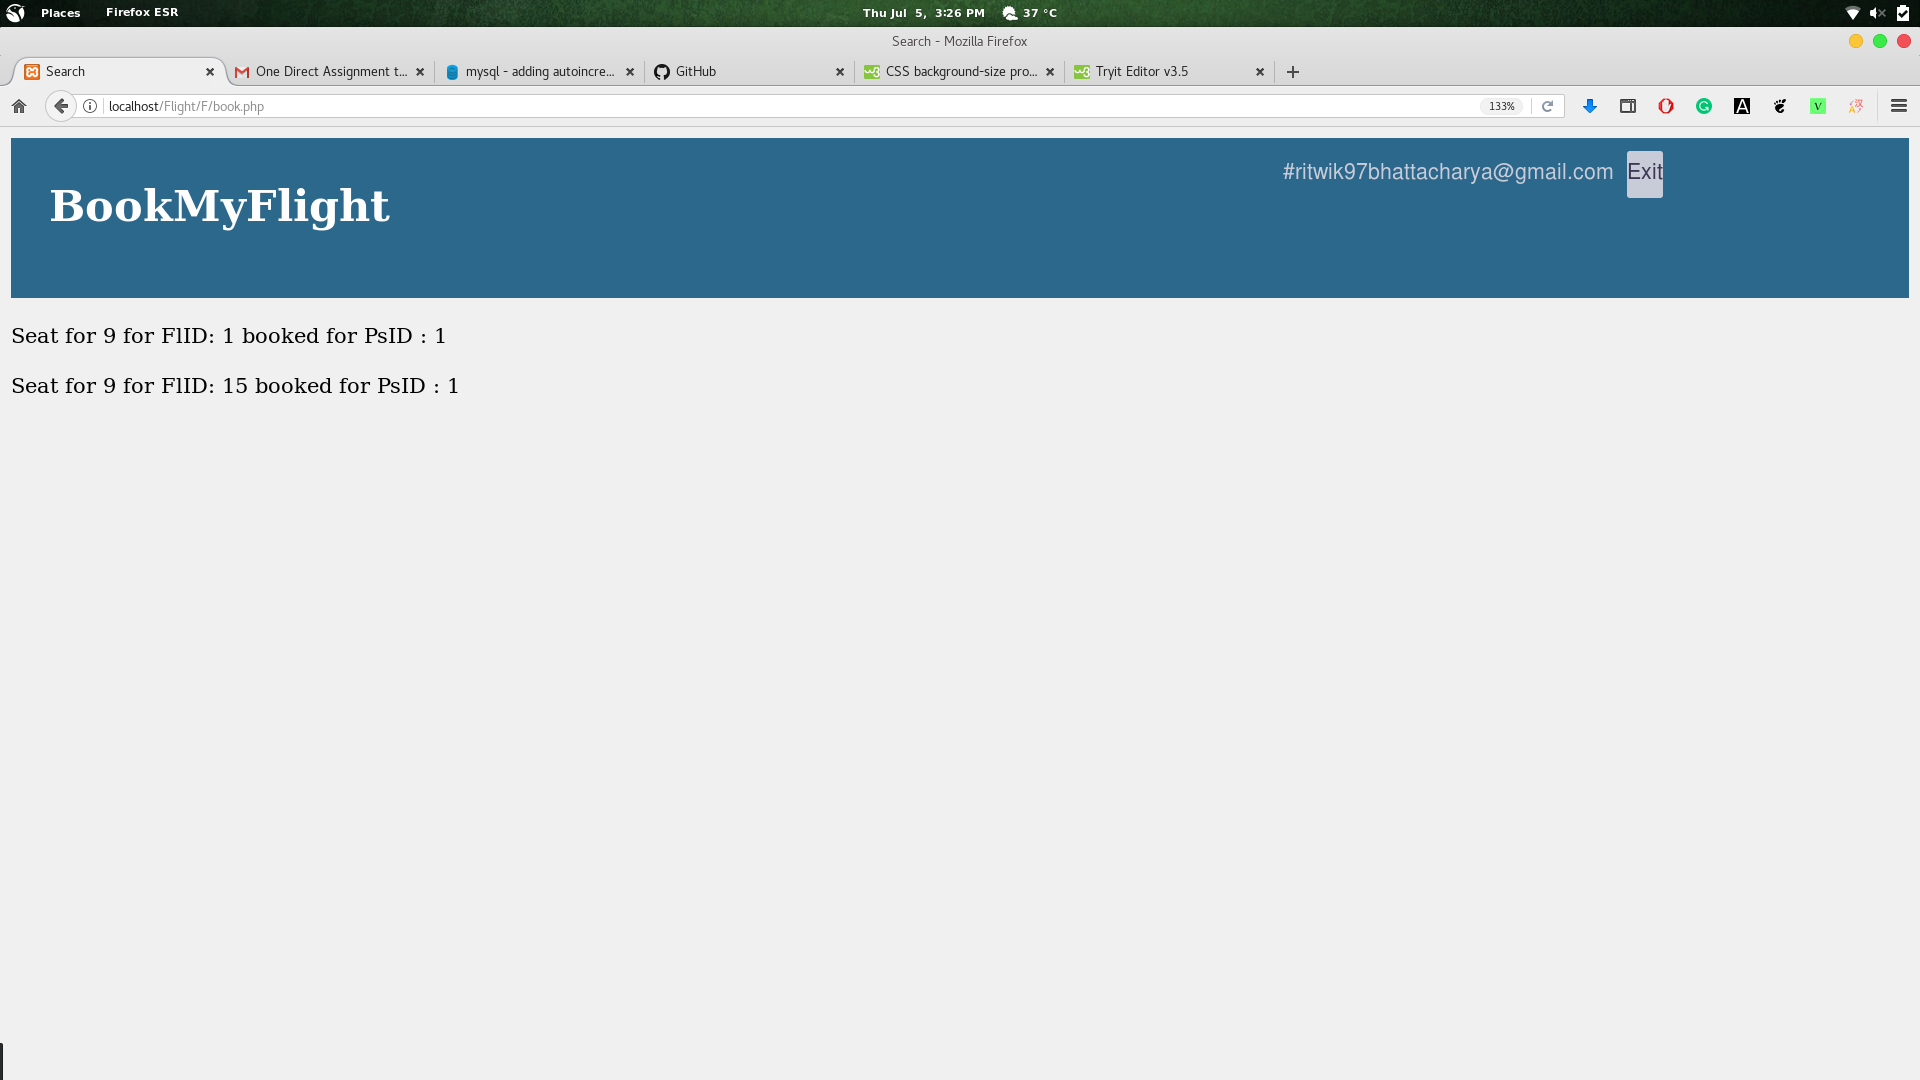 Places Firefox ESR Thu Jul 5, 3:26 PM 37 °C
Search - Mozilla Firefox
Search One Direct Assignment t... mysql - adding autoincre... GitHub CSS background-size pro... Tryit Editor v3.5
localhost/Flight/F/book.php 133%
#ritwik97bhattacharya@gmail.com Exit
BookMyFlight
Seat for 9 for FlID: 1 booked for PsID : 1
Seat for 9 for FlID: 15 booked for PsID : 1